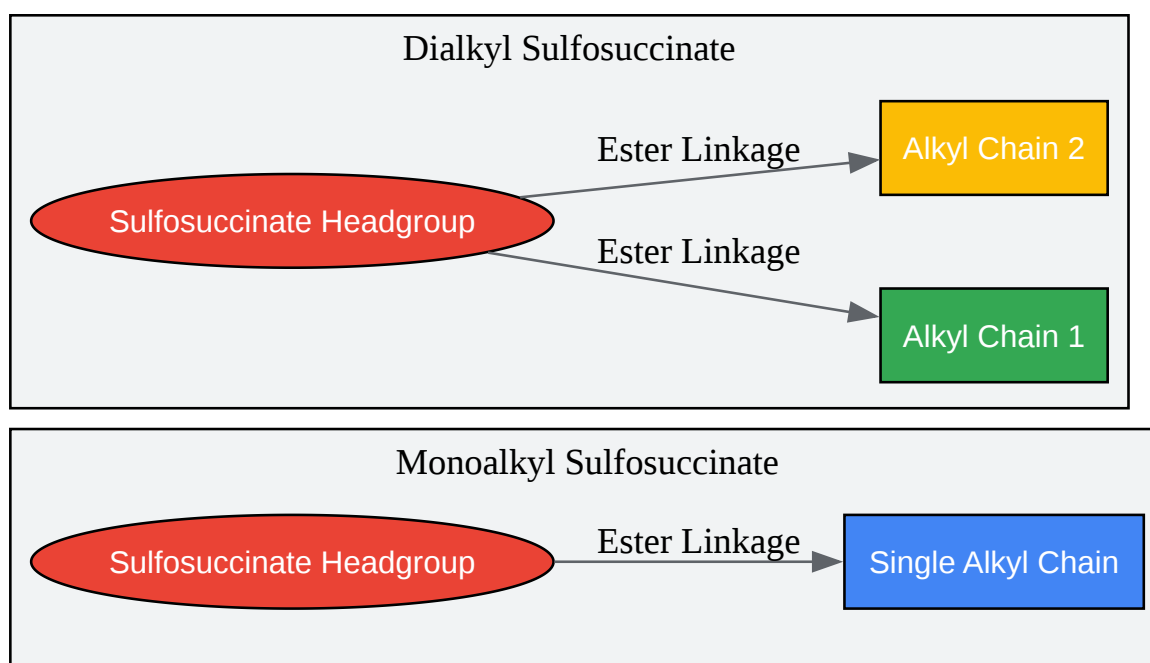 Dialkyl Sulfosuccinate
Ester Linkage
Alkyl Chain 2
Sulfosuccinate Headgroup
Ester Linkage
Alkyl Chain 1
Monoalkyl Sulfosuccinate
Sulfosuccinate Headgroup
Ester Linkage
Single Alkyl Chain